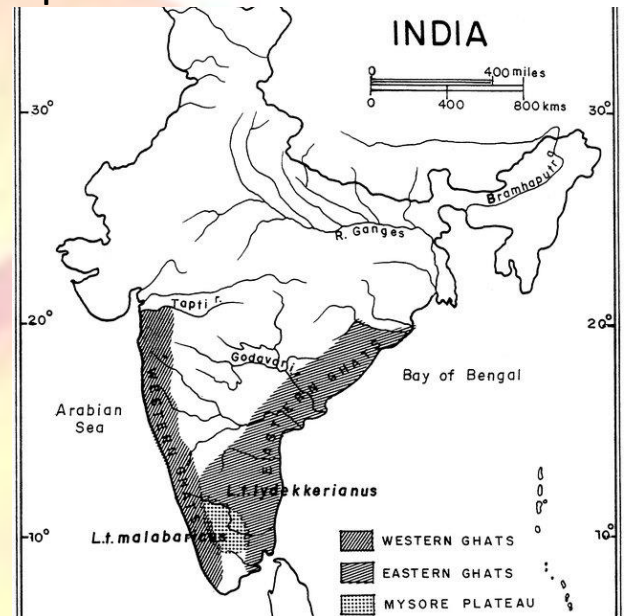 INDIA
0 400 miles
0 400 800 kms
30° 30°
Bramhaputra
R. Ganges
Tapti r.
20° 20°
Godavari
EASTERN GHATS
WESTERN GHATS
Bay of Bengal
Arabian
Sea
L.t.lydekkerianus
L.t.malabaricus
10° 10°
WESTERN GHATS
EASTERN GHATS
MYSORE PLATEAU